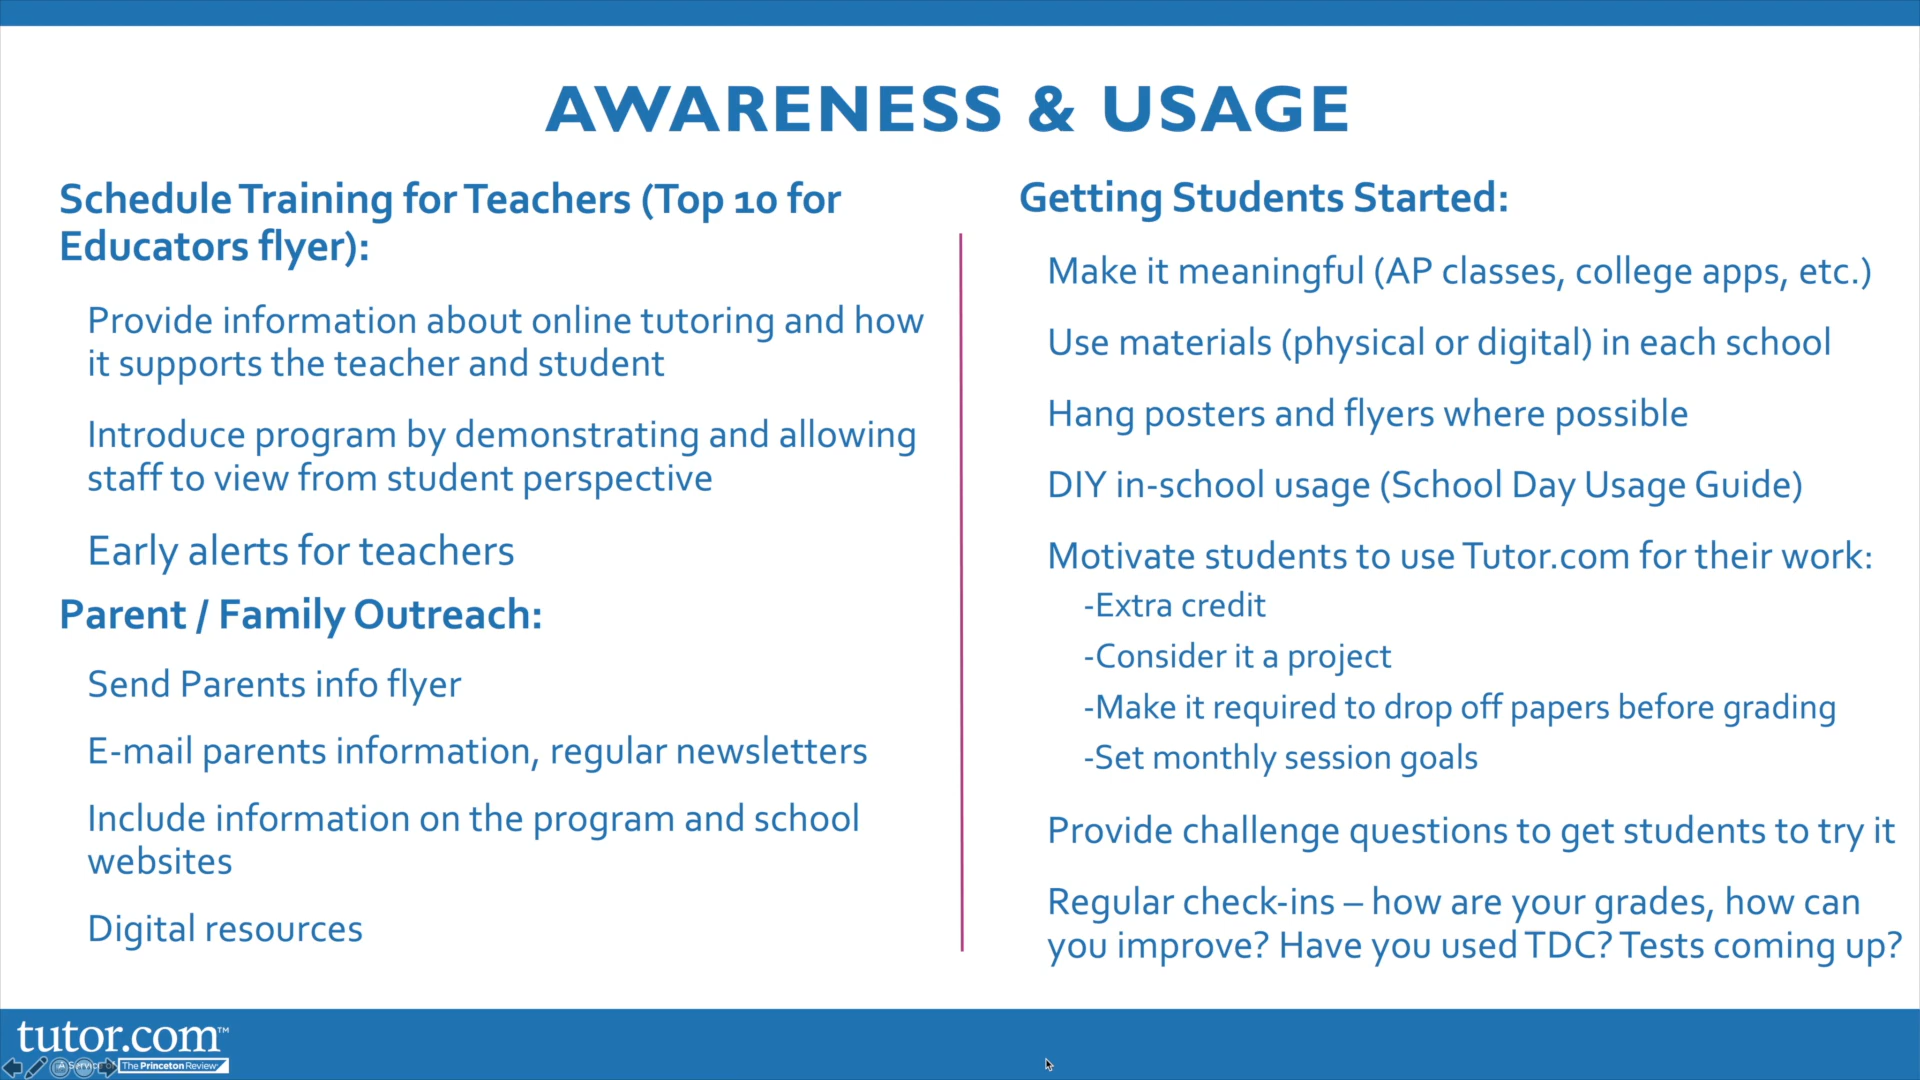 AWARENESS & USAGE
Schedule Training for Teachers (Top 10 for
Educators flyer):
Provide information about online tutoring and how
it supports the teacher and student
Introduce program by demonstrating and allowing
staff to view from student perspective
Early alerts for teachers
Parent / Family Outreach:
Send Parents info flyer
E-mail parents information, regular newsletters
Include information on the program and school
websites
Digital resources
Getting Students Started:
Make it meaningful (AP classes, college apps, etc.)
Use materials (physical or digital) in each school
Hang posters and flyers where possible
DIY in-school usage (School Day Usage Guide)
Motivate students to use Tutor.com for their work:
-Extra credit
-Consider it a project
-Make it required to drop off papers before grading
-Set monthly session goals
Provide challenge questions to get students to try it
Regular check-ins – how are your grades, how can
you improve? Have you used TDC? Tests coming up?
tutor.com™
The Princeton Review